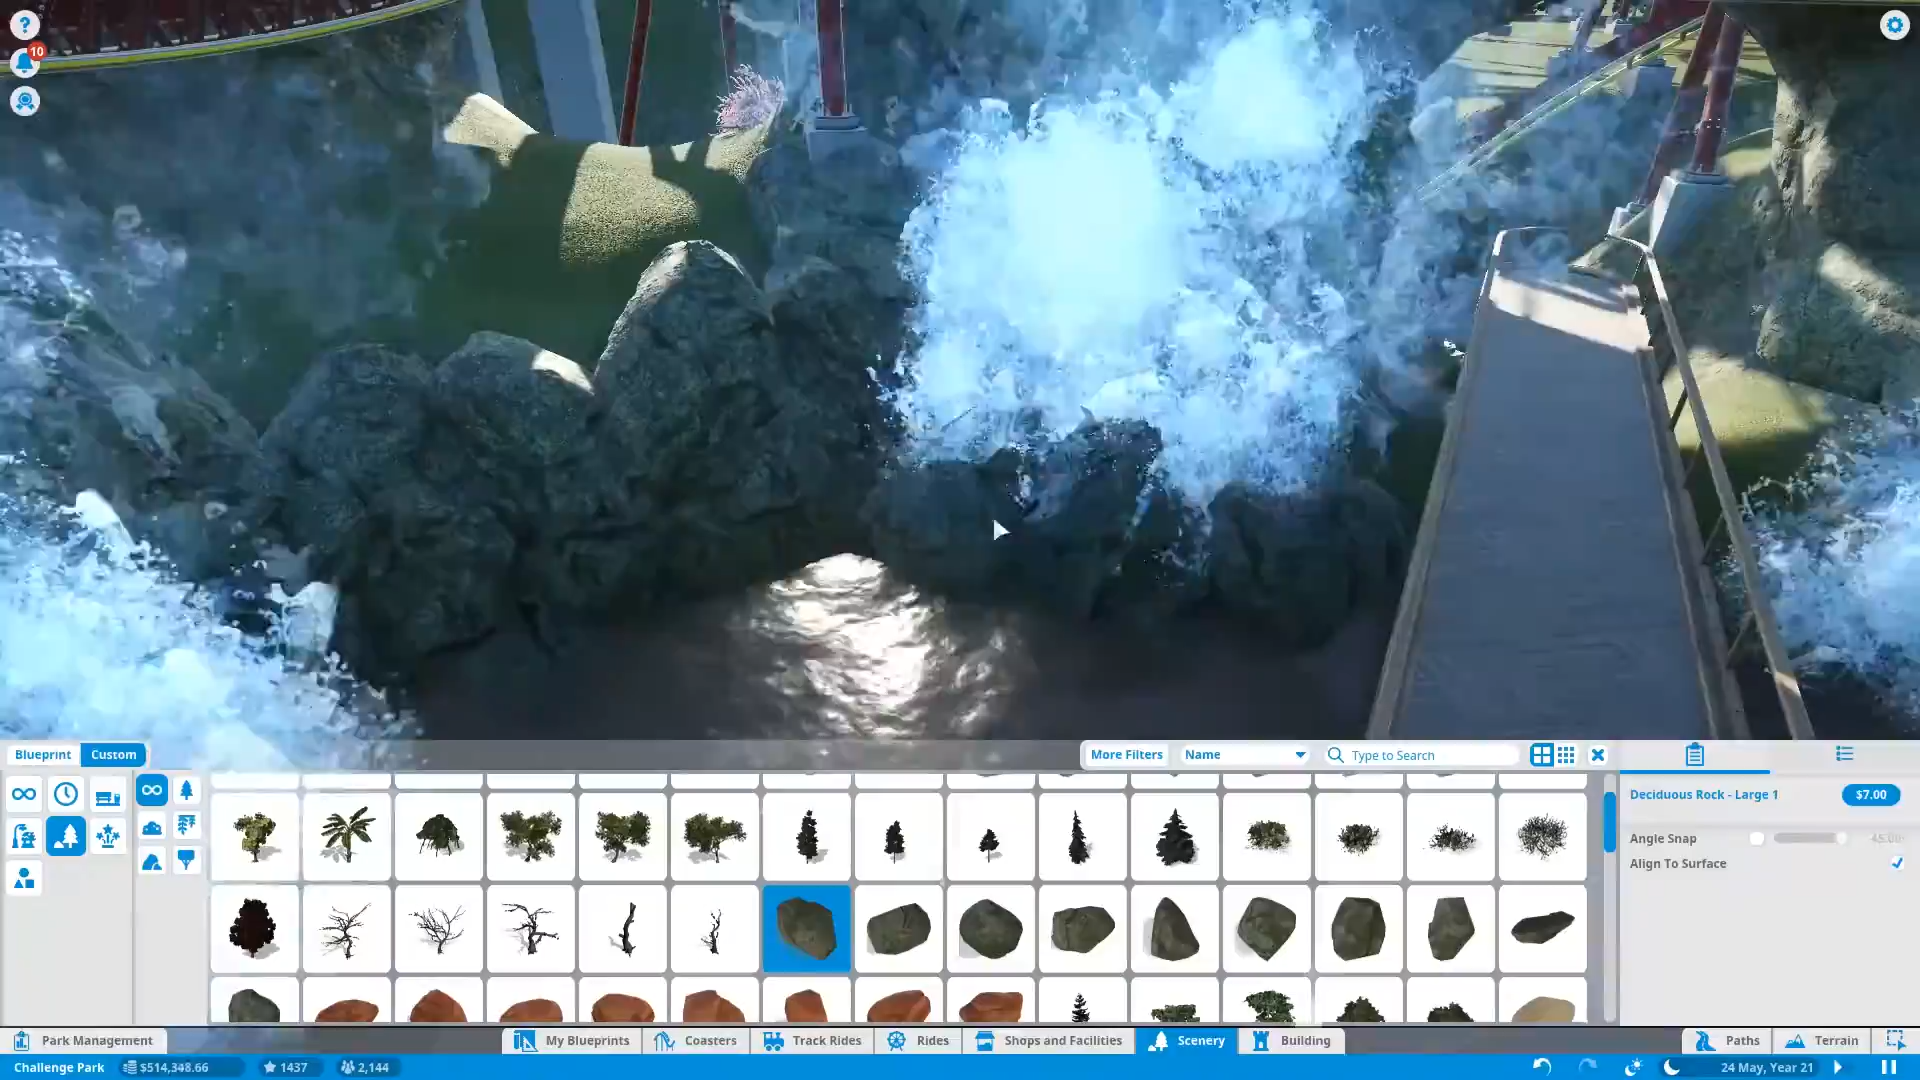 10
Blueprint Custom More Filters Name Type to Search
Deciduous Rock - Large 1 $7.00
Angle Snap 45.00
Align To Surface
Park Management My Blueprints Coasters Track Rides Rides Shops and Facilities Scenery Building Paths Terrain
Challenge Park $514,348.66 1437 2,144 24 May, Year 21